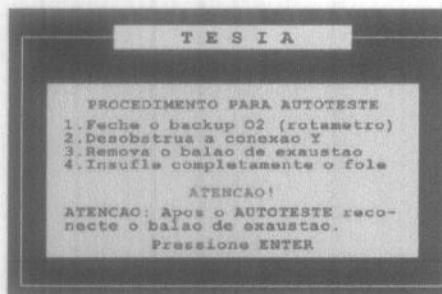 T E S I A
PROCEDIMENTO PARA AUTOTESTE
1.Feche o backup O2 (rotametro)
2.Desobstrua a conexao Y
3.Remova o balao de exaustao
4.Insufle completamente o fole
ATENCAO!
ATENCAO: Apos o AUTOTESTE reco-
necte o balao de exaustao.
Pressione ENTER